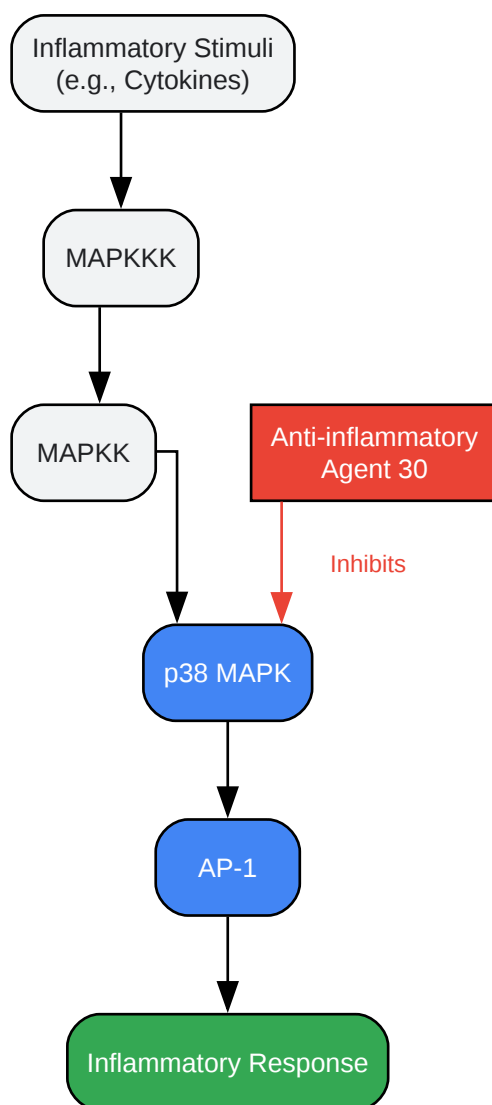 Inflammatory Stimuli
(e.g., Cytokines)
MAPKKK
MAPKK
Anti-inflammatory
Agent 30
Inhibits
p38 MAPK
AP-1
Inflammatory Response